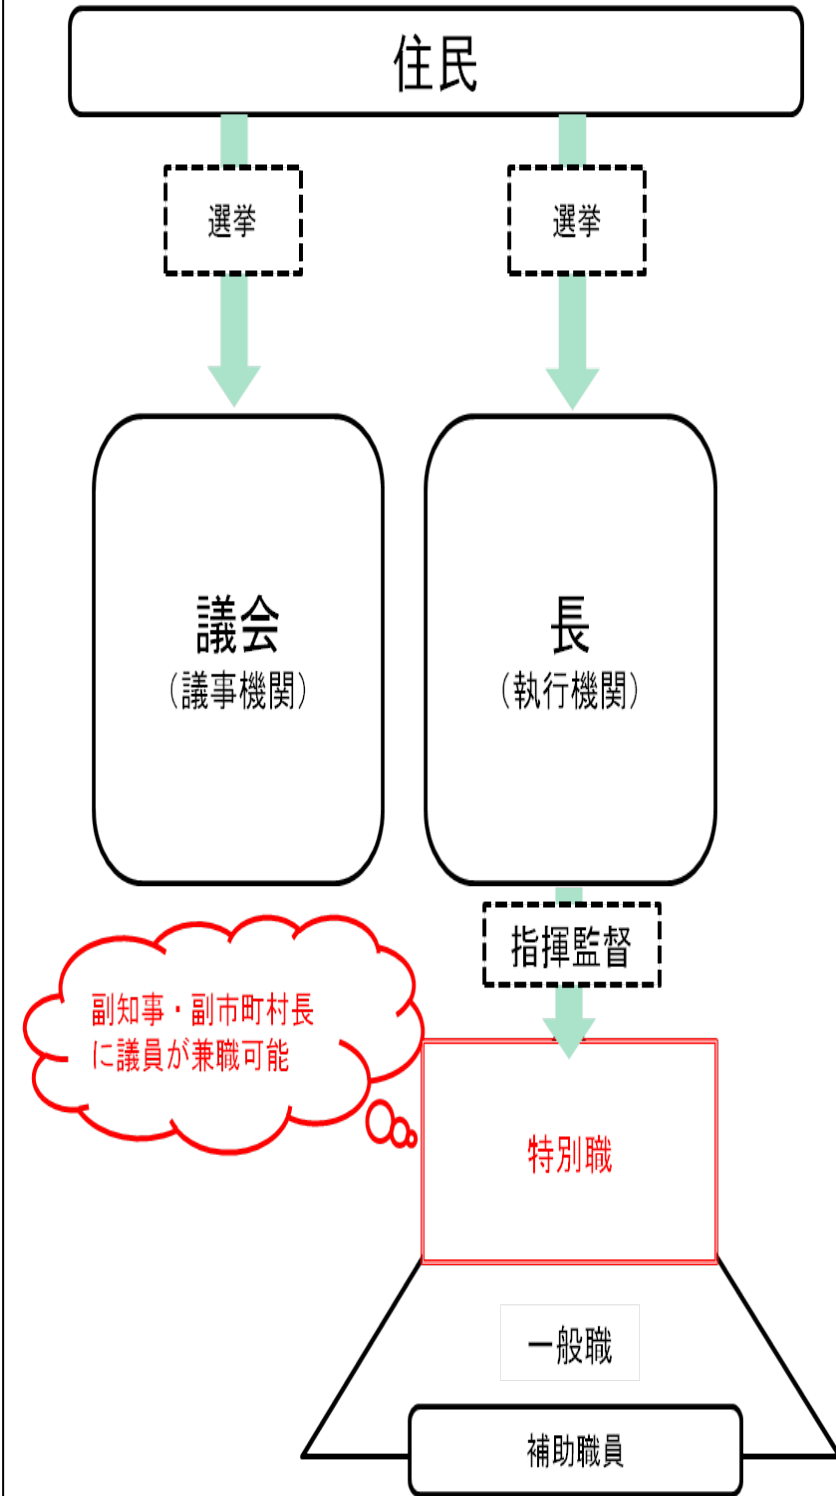 住民
選挙
選挙
議会
（議事機関）
長
（執行機関）
指揮監督
副知事・副市町村長
に議員が兼職可能
特別職
一般職
補助職員